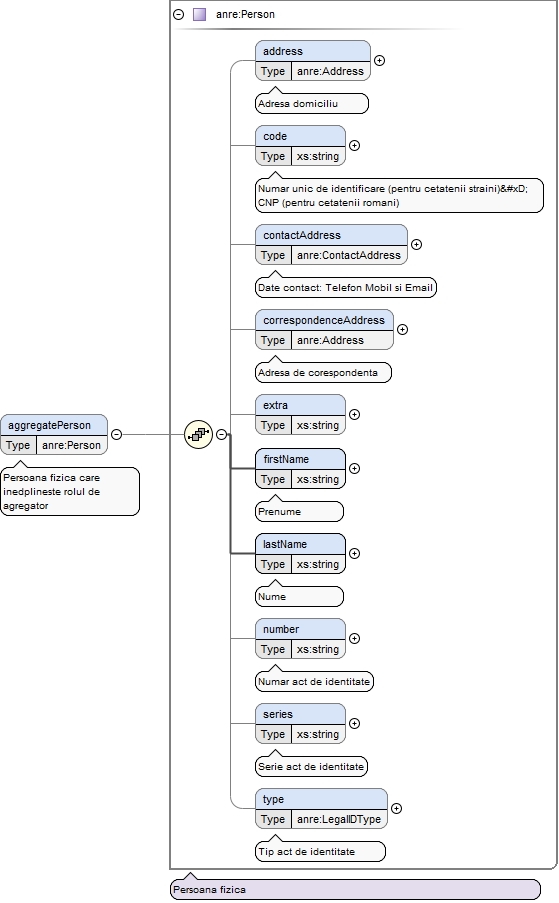 anre:Person
address
Type anre:Address
Adresa domiciliu
code
Type xs:string
Numar unic de identificare (pentru cetatenii straini)&#xD;
CNP (pentru cetatenii romani)
contactAddress
Type anre:ContactAddress
Date contact: Telefon Mobil si Email
correspondenceAddress
Type anre:Address
Adresa de corespondenta
extra
Type xs:string
aggregatePerson
Type anre:Person
Persoana fizica care
inedplineste rolul de
agregator
firstName
Type xs:string
Prenume
lastName
Type xs:string
Nume
number
Type xs:string
Numar act de identitate
series
Type xs:string
Serie act de identitate
type
Type anre:LegalIDType
Tip act de identitate
Persoana fizica